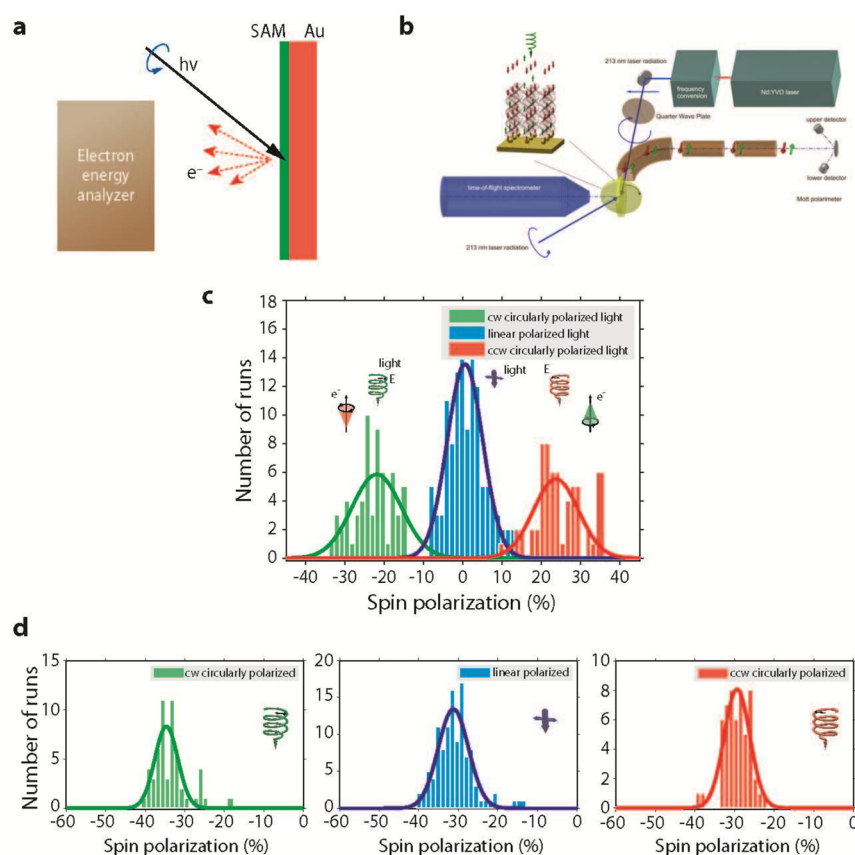 a
SAM Au
hν
e⁻
Electron
energy
analyzer
b
213 nm laser radiation
frequency
conversion
Nd:YVO laser
Quarter Wave Plate
upper detector
lower detector
Mott polarimeter
time-of-flight spectrometer
213 nm laser radiation
c
Number of runs
18
16
14
12
10
8
6
4
2
0
cw circularly polarized light
linear polarized light
ccw circularly polarized light
e⁻
light
E
light
E
e⁻
-40 -30 -20 -10 0 10 20 30 40
Spin polarization (%)
d
Number of runs
15
10
5
0
cw circularly polarized
-60 -50 -40 -30 -20 -10 0
Spin polarization (%)
20
15
10
5
0
linear polarized
-60 -50 -40 -30 -20 -10 0
Spin polarization (%)
8
6
4
2
0
ccw circularly polarized
-60 -50 -40 -30 -20 -10 0
Spin polarization (%)